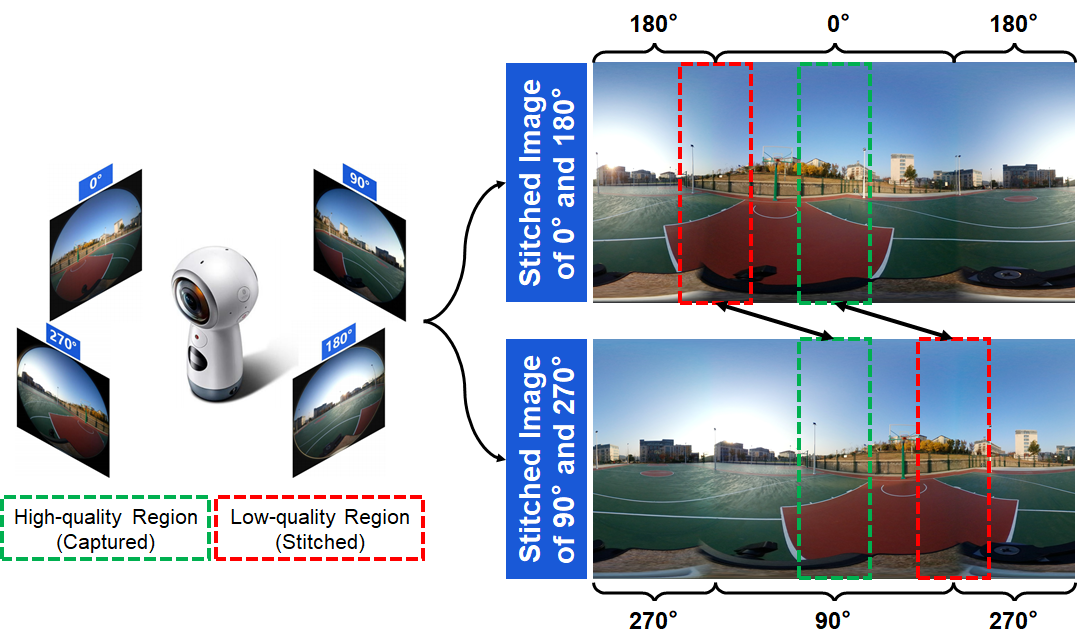 180°
0°
180°
Stitched Image
of 0° and 180°
0°
90°
270°
180°
Stitched Image
of 90° and 270°
High-quality Region
(Captured)
Low-quality Region
(Stitched)
270°
90°
270°